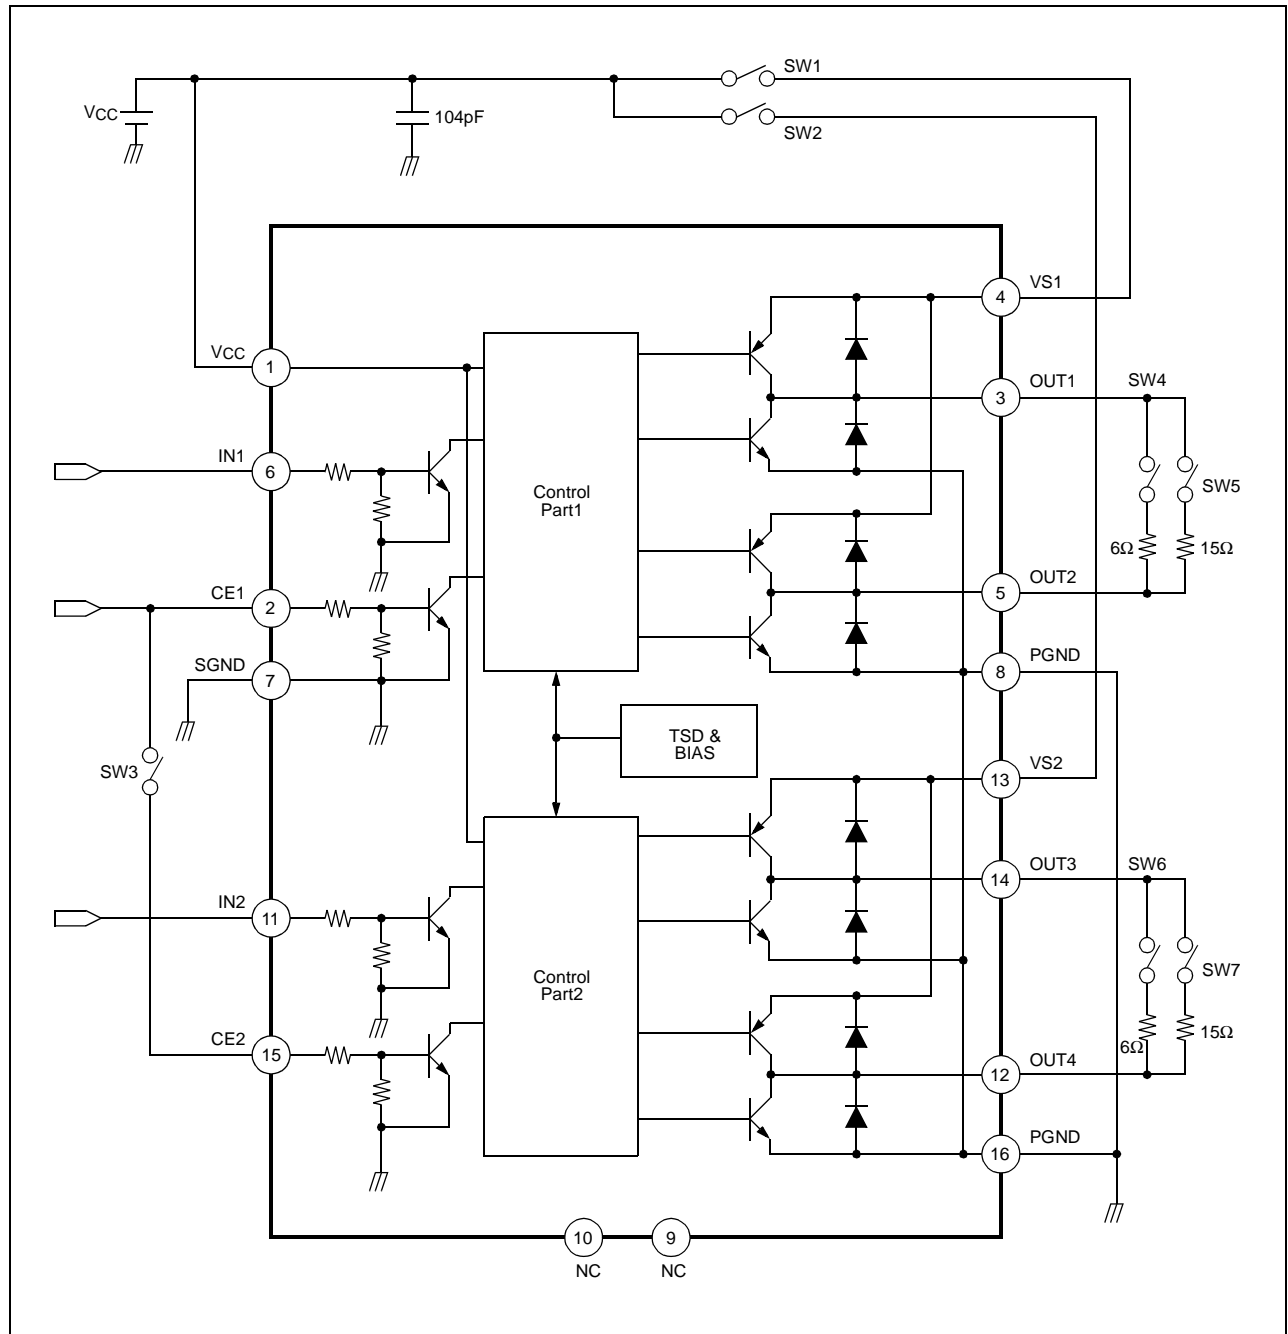 SW1
VCC
104pF
SW2
4
VS1
VCC
1
3
OUT1
SW4
IN1
6
Control
Part1
SW5
6Ω
15Ω
CE1
2
5
OUT2
SGND
7
8
PGND
TSD &
BIAS
SW3
13
VS2
14
OUT3
SW6
IN2
11
Control
Part2
SW7
6Ω
15Ω
CE2
15
12
OUT4
16
PGND
10
9
NC
NC